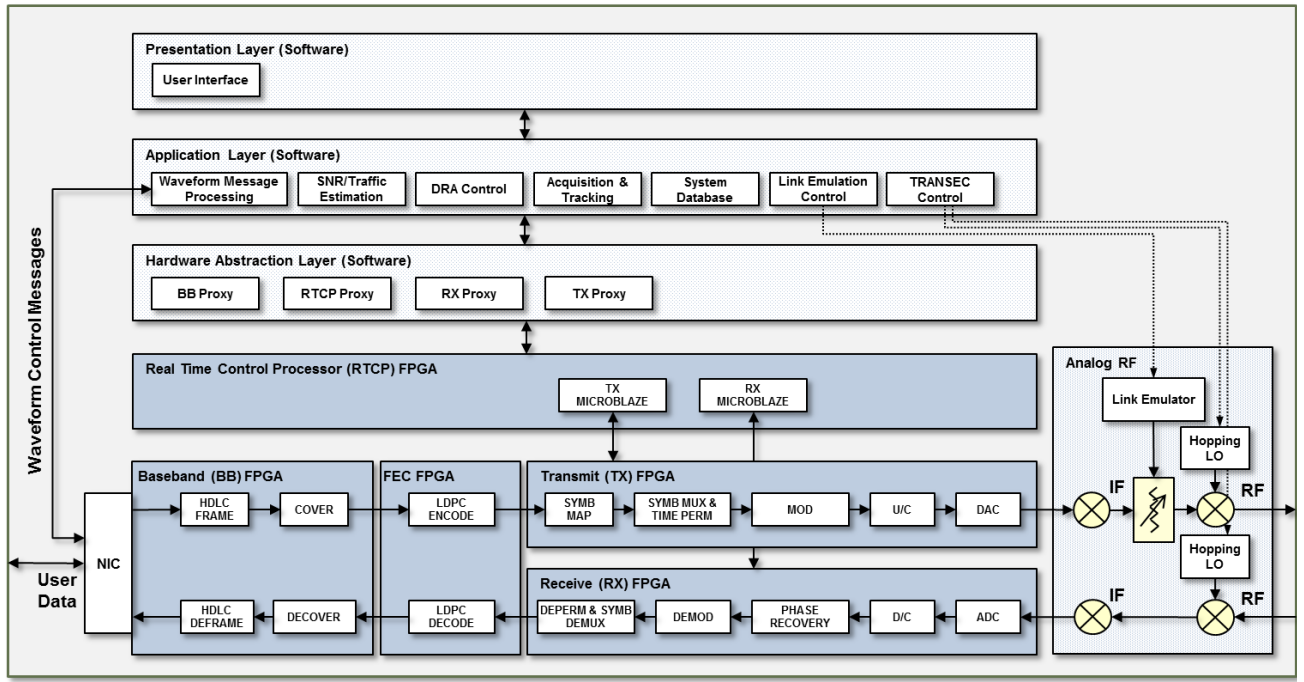 Presentation Layer (Software)
User Interface
Application Layer (Software)
Waveform Message
Processing
SNR/Traffic
Estimation
DRA Control
Acquisition &
Tracking
System
Database
Link Emulation
Control
TRANSEC
Control
Hardware Abstraction Layer (Software)
BB Proxy
RTCP Proxy
RX Proxy
TX Proxy
Waveform Control Messages
Real Time Control Processor (RTCP) FPGA
TX
MICROBLAZE
RX
MICROBLAZE
Analog RF
Link Emulator
Hopping
LO
IF
RF
Hopping
LO
IF
RF
Baseband (BB) FPGA
HDLC
FRAME
COVER
FEC FPGA
LDPC
ENCODE
Transmit (TX) FPGA
SYMB
MAP
SYMB MUX &
TIME PERM
MOD
U/C
DAC
NIC
User
Data
HDLC
DEFRAME
DECOVER
LDPC
DECODE
Receive (RX) FPGA
DEPERM & SYMB
DEMUX
DEMOD
PHASE
RECOVERY
D/C
ADC